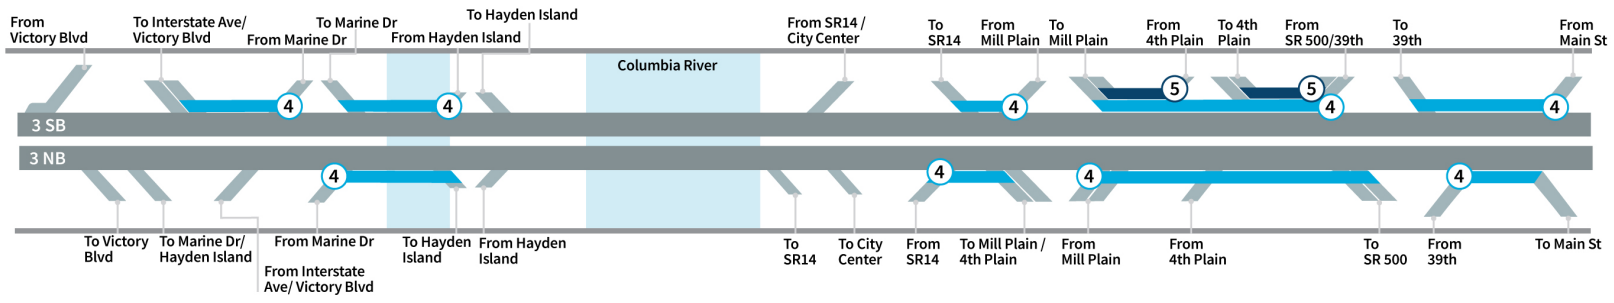 From
Victory Blvd
To Interstate Ave/
Victory Blvd
From Marine Dr
To Marine Dr
From Hayden Island
To Hayden Island
Columbia River
From SR14 /
City Center
To
SR14
From
Mill Plain
To
Mill Plain
From
4th Plain
To 4th
Plain
From
SR 500/39th
To
39th
From
Main St
4
4
4
5
5
4
4
3 SB
3 NB
4
4
4
4
To Victory
Blvd
To Marine Dr/
Hayden Island
From Interstate
Ave/ Victory Blvd
From Marine Dr
To Hayden
Island
From Hayden
Island
To
SR14
To City
Center
From
SR14
To Mill Plain /
4th Plain
From
Mill Plain
From
4th Plain
To
SR 500
From
39th
To Main St